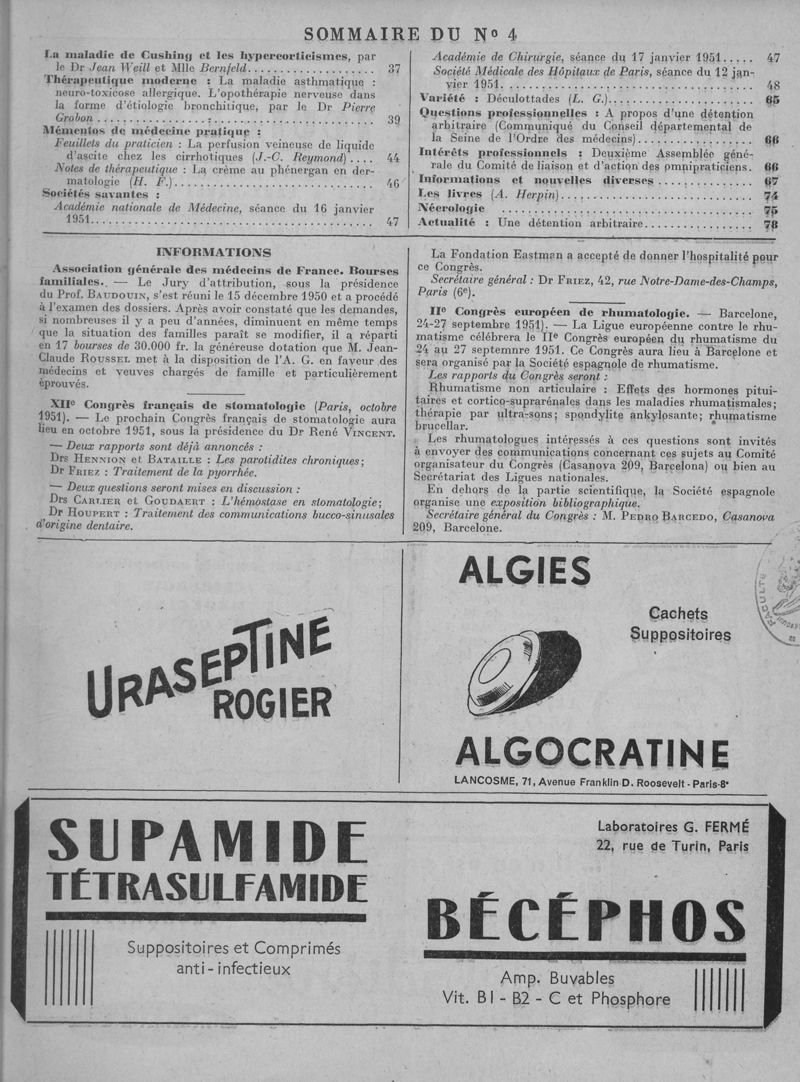 SOMMAIRE DU No 4
La maladie de Cushing et les hypercorticismes, par
le Dr Jean Weill et Mlle Bernfeld................... 37
Thérapeutique moderne : La maladie asthmatique :
neuro-toxicose allergique. L'opothérapie nerveuse dans
la forme d'étiologie bronchitique, par le Dr Pierre
Grobon ........................................ 39
Mémentos de médecine pratique :
Feuillets du praticien : La perfusion veineuse de liquide
d'ascite chez les cirrhotiques (J.-C. Reymond).... 44
Notes de thérapeutique : La crème au phénergan en der-
matologie (H. F.)............................... 46
Sociétés savantes :
Académie nationale de Médecine, séance du 16 janvier
1951........................................... 47
Académie de Chirurgie, séance du 17 janvier 1951..... 47
Société Médicale des Hôpitaux de Paris, séance du 12 jan-
vier 1951....................................... 48
Variété : Déculottades (L. G.)....................... 65
Questions professionnelles : A propos d'une détention
arbitraire (Communiqué du Conseil départemental de
la Seine de l'Ordre des médecins).................. 66
Intérêts professionnels : Deuxième Assemblée géné-
rale du Comité de liaison et d'action des omnipraticiens. 66
Informations et nouvelles diverses .............. 67
Les livres (A. Herpin)............................ 74
Nécrologie ..................................... 75
Actualité : Une détention arbitraire.................. 78
INFORMATIONS
Association générale des médecins de France. Bourses
familiales. — Le Jury d'attribution, sous la présidence
du Prof. BAUDOUIN, s'est réuni le 15 décembre 1950 et a procédé
à l'examen des dossiers. Après avoir constaté que les demandes,
si nombreuses il y a peu d'années, diminuent en même temps
que la situation des familles paraît se modifier, il a réparti
en 17 bourses de 30.000 fr. la généreuse dotation que M. Jean-
Claude ROUSSEL met à la disposition de l'A. G. en faveur des
médecins et veuves chargés de famille et particulièrement
éprouvés.
XIIe Congrès français de stomatologie (Paris, octobre
1951). — Le prochain Congrès français de stomatologie aura
lieu en octobre 1951, sous la présidence du Dr René VINCENT.
— Deux rapports sont déjà annoncés :
Drs HENNION et BATAILLE : Les parotidites chroniques;
Dr FRIEZ : Traitement de la pyorrhée.
— Deux questions seront mises en discussion :
Drs CARLIER et GOUDAERT : L'hémostase en stomatologie;
Dr HOUPERT : Traitement des communications bucco-sinusales
d'origine dentaire.
La Fondation Eastman a accepté de donner l'hospitalité pour
ce Congrès.
Secrétaire général : Dr FRIEZ, 42, rue Notre-Dame-des-Champs,
Paris (6e).
IIe Congrès européen de rhumatologie. — Barcelone,
24-27 septembre 1951). — La Ligue européenne contre le rhu-
matisme célébrera le IIe Congrès européen du rhumatisme du
24 au 27 septemnre 1951. Ce Congrès aura lieu à Barcelone et
sera organisé par la Société espagnole de rhumatisme.
Les rapports du Congrès seront :
Rhumatisme non articulaire : Effets des hormones pitui-
taires et cortico-suprarénales dans les maladies rhumatismales;
thérapie par ultra-sons; spondylite ankylosante; rhumatisme
brucellar.
Les rhumatologues intéressés à ces questions sont invités
à envoyer des communications concernant ces sujets au Comité
organisateur du Congrès (Casanova 209, Barcelona) ou bien au
Secrétariat des Ligues nationales.
En dehors de la partie scientifique, la Société espagnole
organise une exposition bibliographique.
Secrétaire général du Congrès : M. PEDRO BARCEDO, Casanova
209, Barcelone.
URASEPTINE
ROGIER
ALGIES
Cachets
Suppositoires
ALGOCRATINE
LANCOSME, 71, Avenue Franklin D. Roosevelt - Paris-8e
SUPAMIDE
TÉTRASULFAMIDE
Suppositoires et Comprimés
anti-infectieux
Laboratoires G. FERMÉ
22, rue de Turin, Paris
BÉCÉPHOS
Amp. Buvables
Vit. B1 - B2 - C et Phosphore